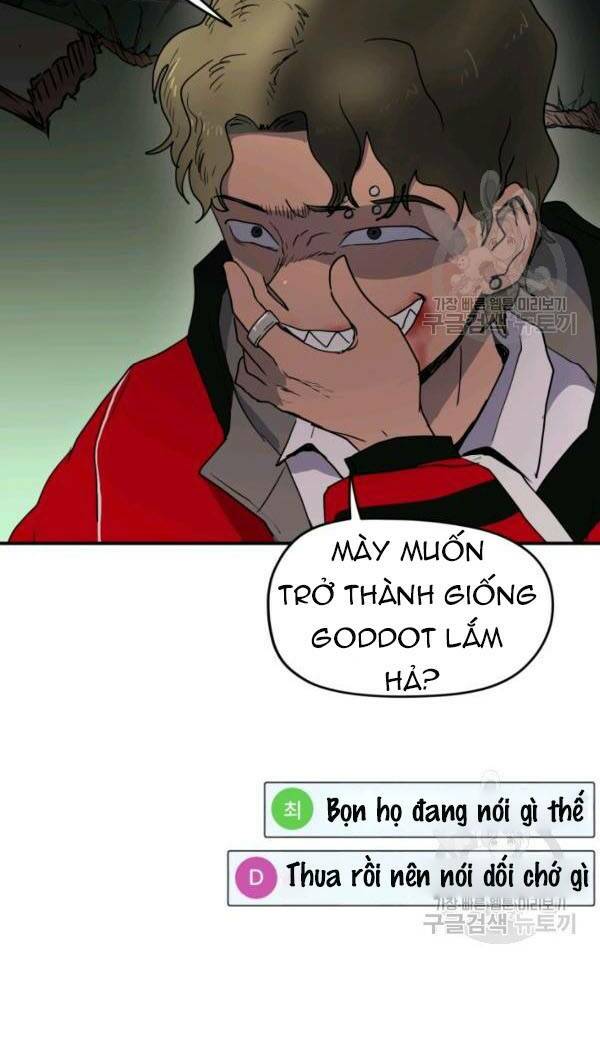 가장 빠른 웹툰 미리보기
구글검색 뉴토끼
MÀY MUỐN
TRỞ THÀNH GIỐNG
GODDOT LẮM
HẢ?
최 Bọn họ đang nói gì thế
D Thua rồi nên nói dối chớ gì
가장 빠른 웹툰 미리보기
구글검색 뉴토끼